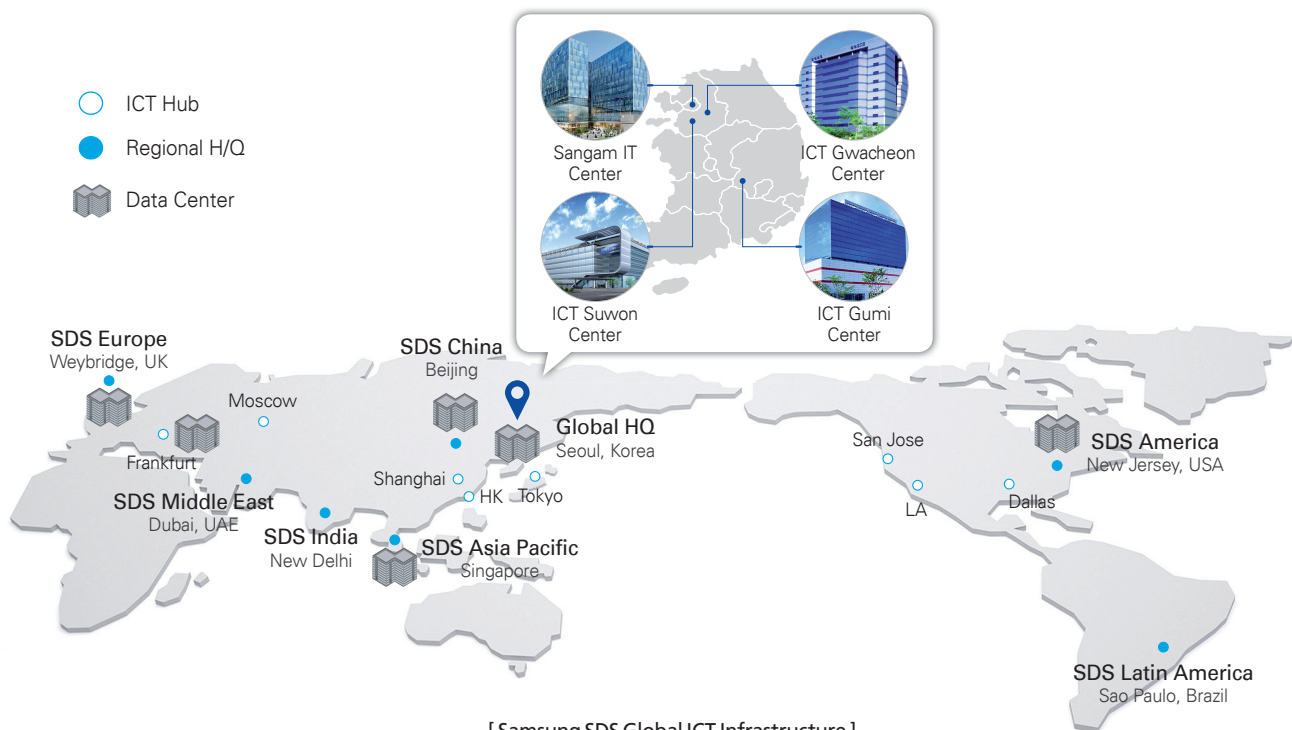 ICT Hub
Regional H/Q
Data Center
Sangam IT
Center
ICT Gwacheon
Center
ICT Suwon
Center
ICT Gumi
Center
SDS Europe
Weybridge, UK
Frankfurt
Moscow
SDS Middle East
Dubai, UAE
SDS India
New Delhi
SDS China
Beijing
Shanghai
HK
Tokyo
Global HQ
Seoul, Korea
SDS Asia Pacific
Singapore
San Jose
LA
Dallas
SDS America
New Jersey, USA
SDS Latin America
Sao Paulo, Brazil
[ Samsung SDS Global ICT Infrastructure ]